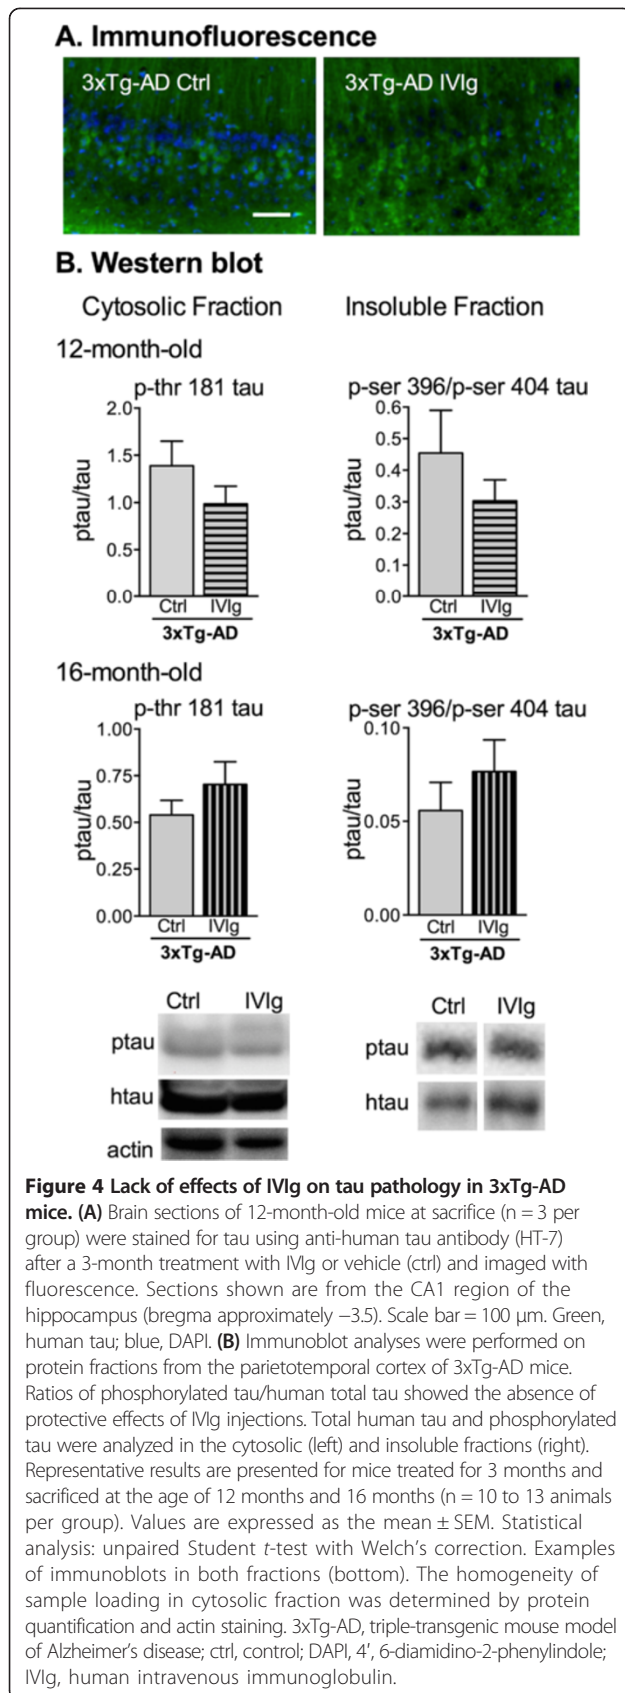 A. Immunofluorescence
3xTg-AD Ctrl
3xTg-AD IVIg
B. Western blot
Cytosolic Fraction
Insoluble Fraction
12-month-old
p-thr 181 tau
2.0
1.5
1.0
0.5
0.0
ptau/tau
Ctrl
IVIg
3xTg-AD
p-ser 396/p-ser 404 tau
0.6
0.5
0.4
0.3
0.2
0.1
0.0
ptau/tau
Ctrl
IVIg
3xTg-AD
16-month-old
p-thr 181 tau
1.00
0.75
0.50
0.25
0.00
ptau/tau
Ctrl
IVIg
3xTg-AD
p-ser 396/p-ser 404 tau
0.10
0.05
0.00
ptau/tau
Ctrl
IVIg
3xTg-AD
Ctrl
IVIg
ptau
htau
actin
Ctrl
IVIg
ptau
htau
Figure 4 Lack of effects of IVIg on tau pathology in 3xTg-AD
mice. (A) Brain sections of 12-month-old mice at sacrifice (n = 3 per
group) were stained for tau using anti-human tau antibody (HT-7)
after a 3-month treatment with IVIg or vehicle (ctrl) and imaged with
fluorescence. Sections shown are from the CA1 region of the
hippocampus (bregma approximately −3.5). Scale bar = 100 μm. Green,
human tau; blue, DAPI. (B) Immunoblot analyses were performed on
protein fractions from the parietotemporal cortex of 3xTg-AD mice.
Ratios of phosphorylated tau/human total tau showed the absence of
protective effects of IVIg injections. Total human tau and phosphorylated
tau were analyzed in the cytosolic (left) and insoluble fractions (right).
Representative results are presented for mice treated for 3 months and
sacrificed at the age of 12 months and 16 months (n = 10 to 13 animals
per group). Values are expressed as the mean ± SEM. Statistical
analysis: unpaired Student t-test with Welch's correction. Examples
of immunoblots in both fractions (bottom). The homogeneity of
sample loading in cytosolic fraction was determined by protein
quantification and actin staining. 3xTg-AD, triple-transgenic mouse model
of Alzheimer's disease; ctrl, control; DAPI, 4′, 6-diamidino-2-phenylindole;
IVIg, human intravenous immunoglobulin.